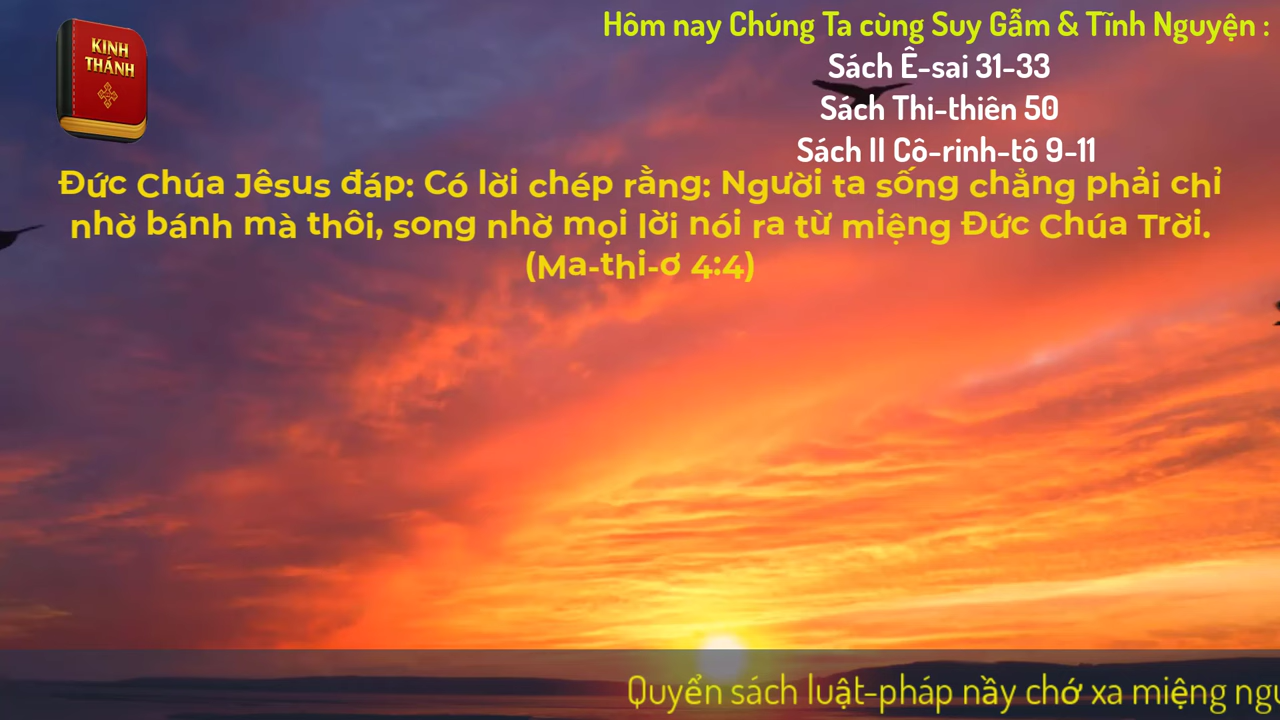 KINH
THÁNH
Hôm nay Chúng Ta cùng Suy Gẫm & Tĩnh Nguyện :
Sách Ê-sai 31-33
Sách Thi-thiên 50
Sách II Cô-rinh-tô 9-11
Đức Chúa Jêsus đáp: Có lời chép rằng: Người ta sống chẳng phải chỉ
nhờ bánh mà thôi, song nhờ mọi lời nói ra từ miệng Đức Chúa Trời.
(Ma-thi-ơ 4:4)
Quyển sách luật-pháp nầy chớ xa miệng